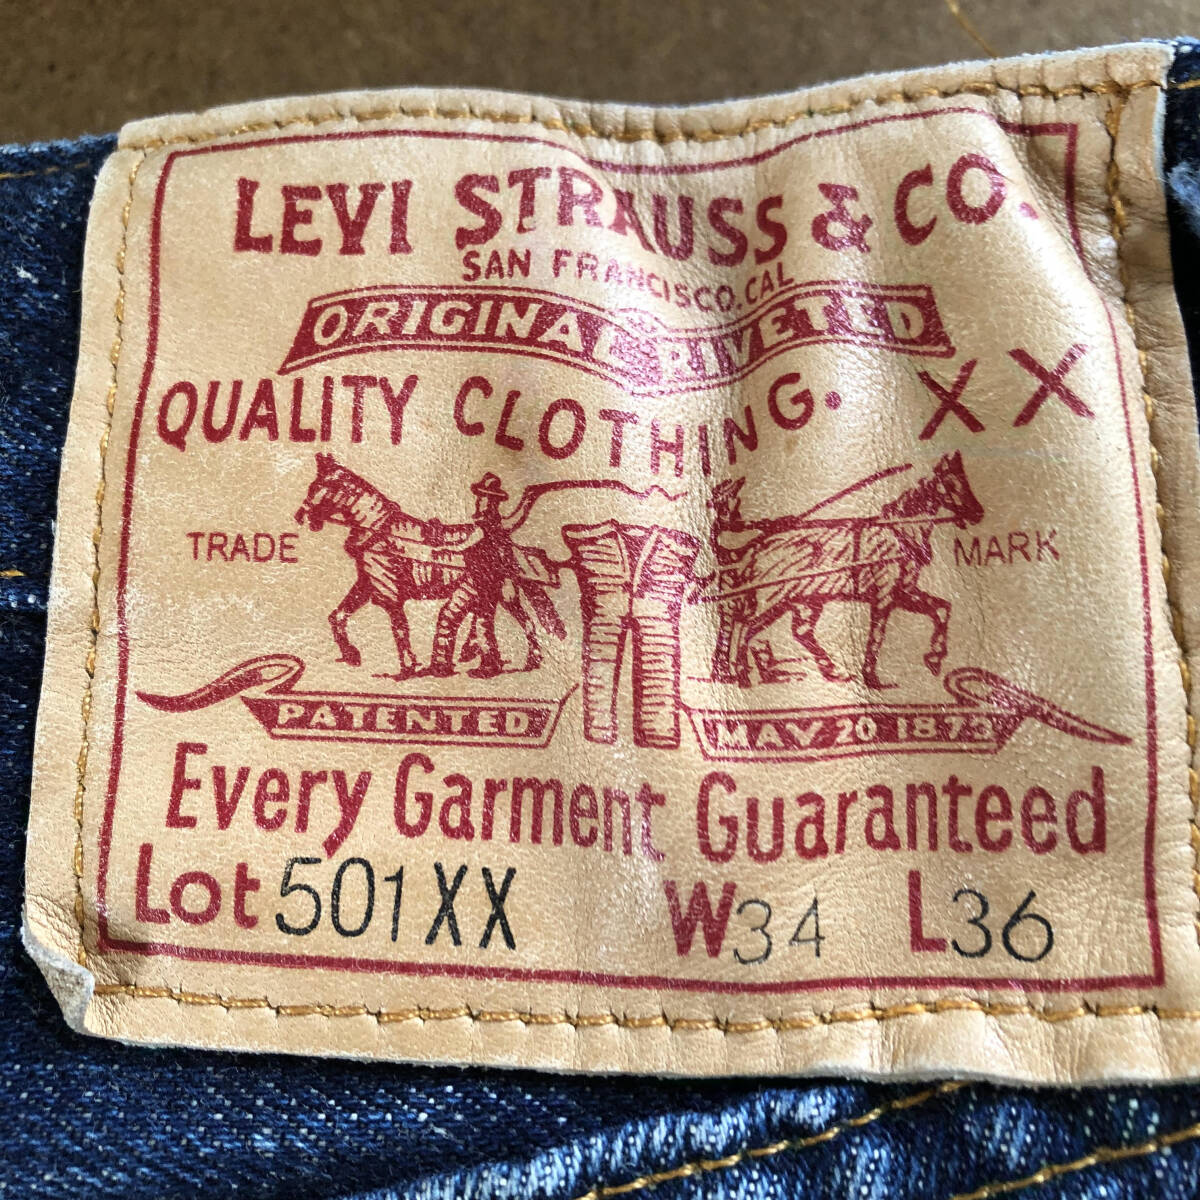 LEVI STRAUSS & CO.
SAN FRANCISCO.CAL
ORIGINAL RIVETED
QUALITY CLOTHING. XX
TRADE MARK
PATENTED MAY 20 1873
Every Garment Guaranteed
Lot 501XX W34 L36